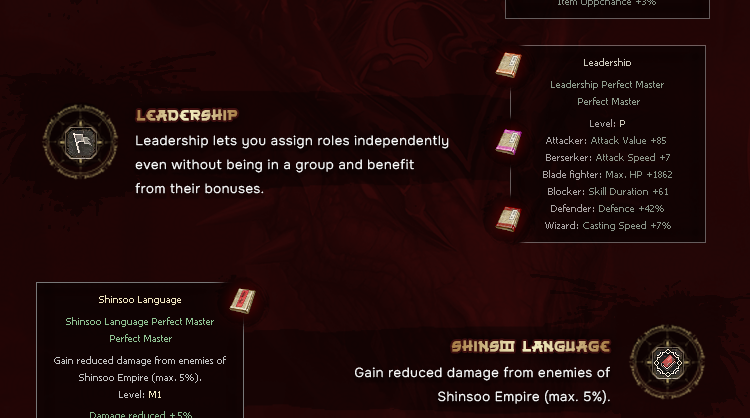 Item Oppchance +3%
Leadership
Leadership Perfect Master
Perfect Master
Level: P
Attacker: Attack Value +85
Berserker: Attack Speed +7
Blade fighter: Max. HP +1862
Blocker: Skill Duration +61
Defender: Defence +42%
Wizard: Casting Speed +7%
LEADERSHIP
Leadership lets you assign roles independently
even without being in a group and benefit
from their bonuses.
Shinsoo Language
Shinsoo Language Perfect Master
Perfect Master
Gain reduced damage from enemies of
Shinsoo Empire (max. 5%).
Level: M1
Damage reduced +5%
SHINSOO LANGUAGE
Gain reduced damage from enemies of
Shinsoo Empire (max. 5%).